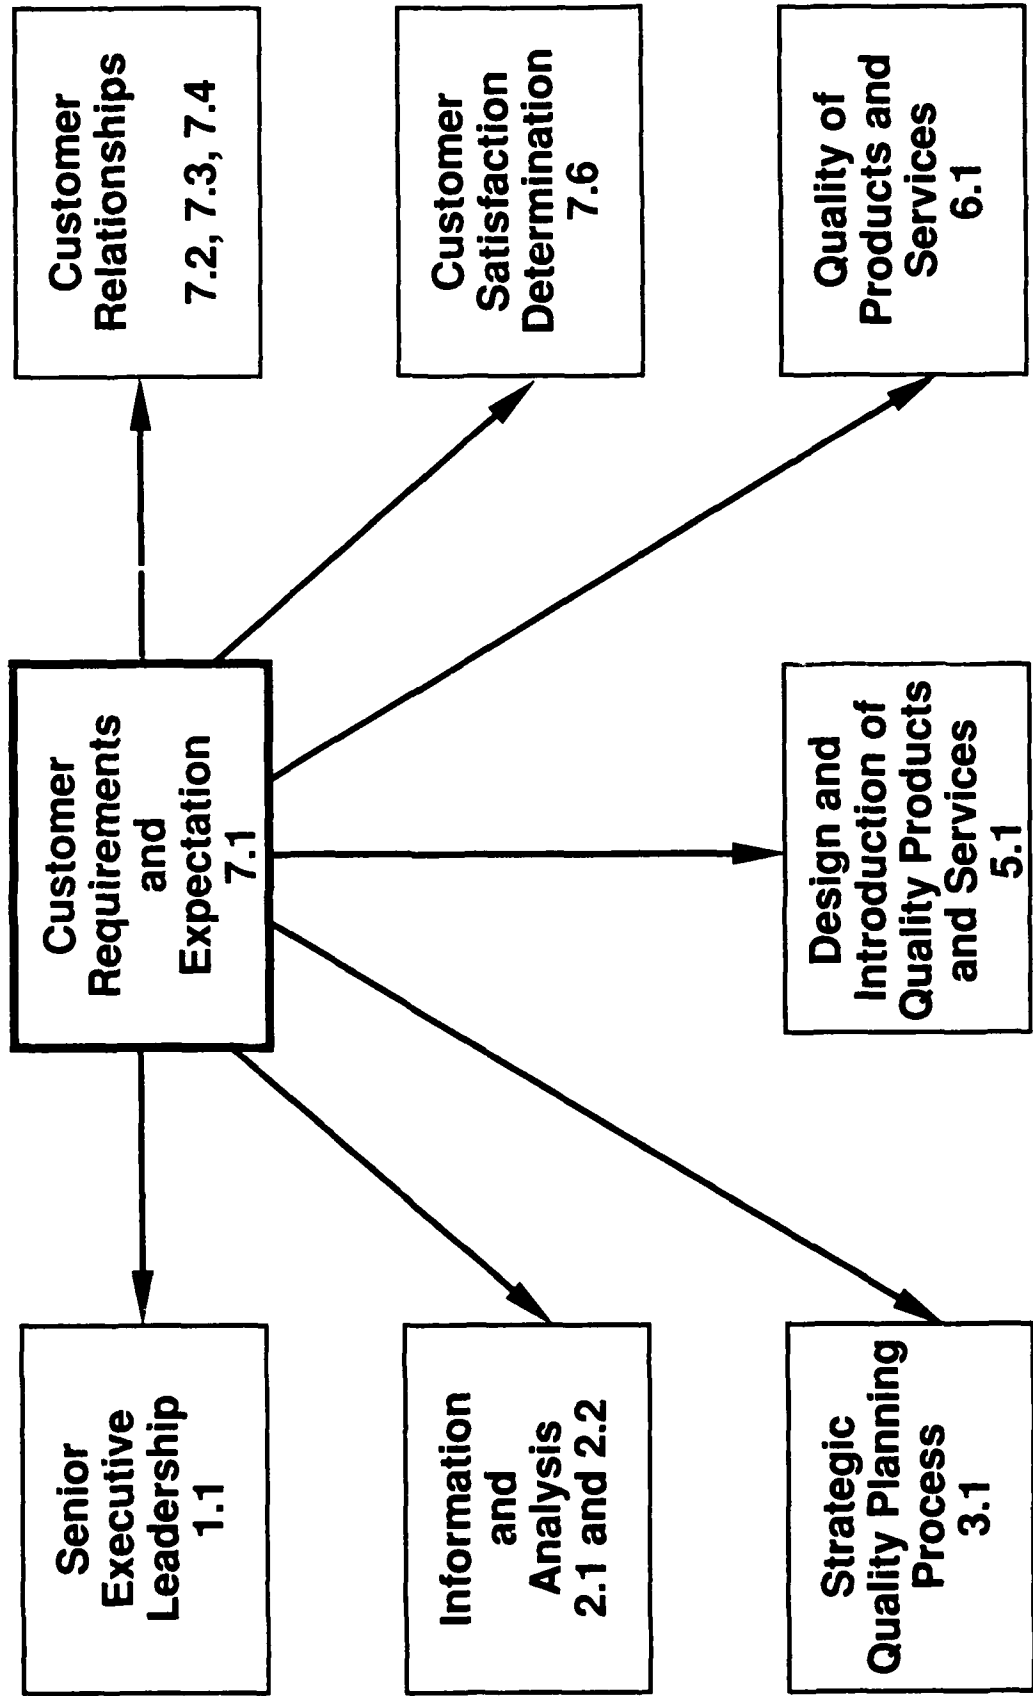 Senior
Executive
Leadership
1.1
Customer
Requirements
and
Expectation
7.1
Customer
Relationships
7.2, 7.3, 7.4
Information
and
Analysis
2.1 and 2.2
Customer
Satisfaction
Determination
7.6
Strategic
Quality Planning
Process
3.1
Design and
Introduction of
Quality Products
and Services
5.1
Quality of
Products and
Services
6.1